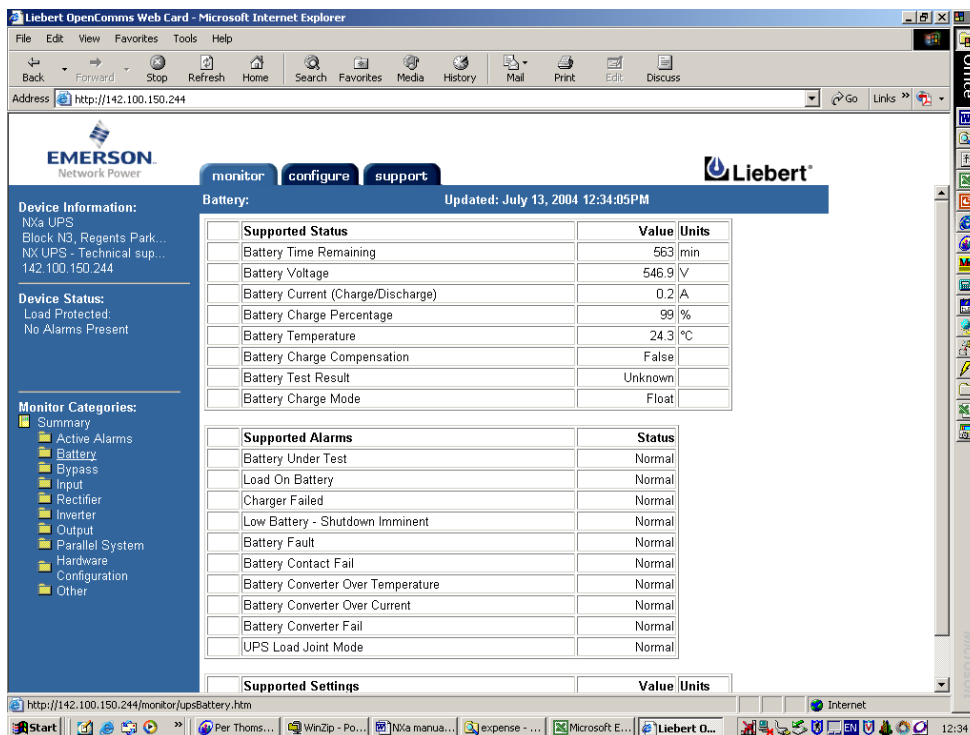 Liebert OpenComms Web Card - Microsoft Internet Explorer
File Edit View Favorites Tools Help
Back Forward Stop Refresh Home Search Favorites Media History Mail Print Edit Discuss
Address http://142.100.150.244 Go Links »
Office
EMERSON
Network Power
monitor configure support
Liebert
Device Information:
NXa UPS
Block N3, Regents Park...
NX UPS - Technical sup...
142.100.150.244
Device Status:
Load Protected:
No Alarms Present
Monitor Categories:
Summary
Active Alarms
Battery
Bypass
Input
Rectifier
Inverter
Output
Parallel System
Hardware
Configuration
Other
Battery: Updated: July 13, 2004 12:34:05PM
Supported Status Value Units
Battery Time Remaining 563 min
Battery Voltage 546.9 V
Battery Current (Charge/Discharge) 0.2 A
Battery Charge Percentage 99 %
Battery Temperature 24.3 °C
Battery Charge Compensation False
Battery Test Result Unknown
Battery Charge Mode Float
Supported Alarms Status
Battery Under Test Normal
Load On Battery Normal
Charger Failed Normal
Low Battery - Shutdown Imminent Normal
Battery Fault Normal
Battery Contact Fail Normal
Battery Converter Over Temperature Normal
Battery Converter Over Current Normal
Battery Converter Fail Normal
UPS Load Joint Mode Normal
Supported Settings Value Units
http://142.100.150.244/monitor/upsBattery.htm Internet
Start » Per Thoms... WinZip - Po... NXa manua... expense - ... Microsoft E... Liebert O... EN 12:34